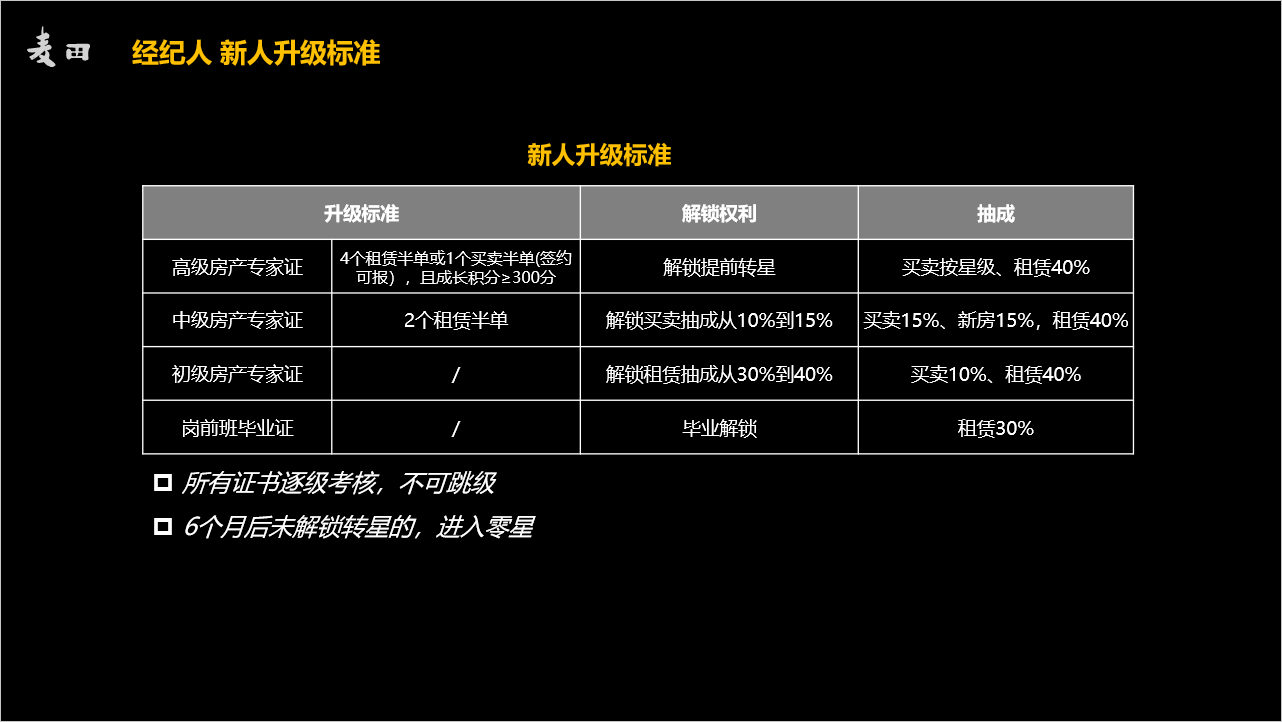 麦田
经纪人 新人升级标准
新人升级标准
升级标准 解锁权利 抽成
高级房产专家证 4个租赁半单或1个买卖半单(签约 解锁提前转星 买卖按星级、租赁40%
可报），且成长积分≥300分
中级房产专家证 2个租赁半单 解锁买卖抽成从10%到15% 买卖15%、新房15%，租赁40%
初级房产专家证 / 解锁租赁抽成从30%到40% 买卖10%、租赁40%
岗前班毕业证 / 毕业解锁 租赁30%
所有证书逐级考核，不可跳级
6个月后未解锁转星的，进入零星